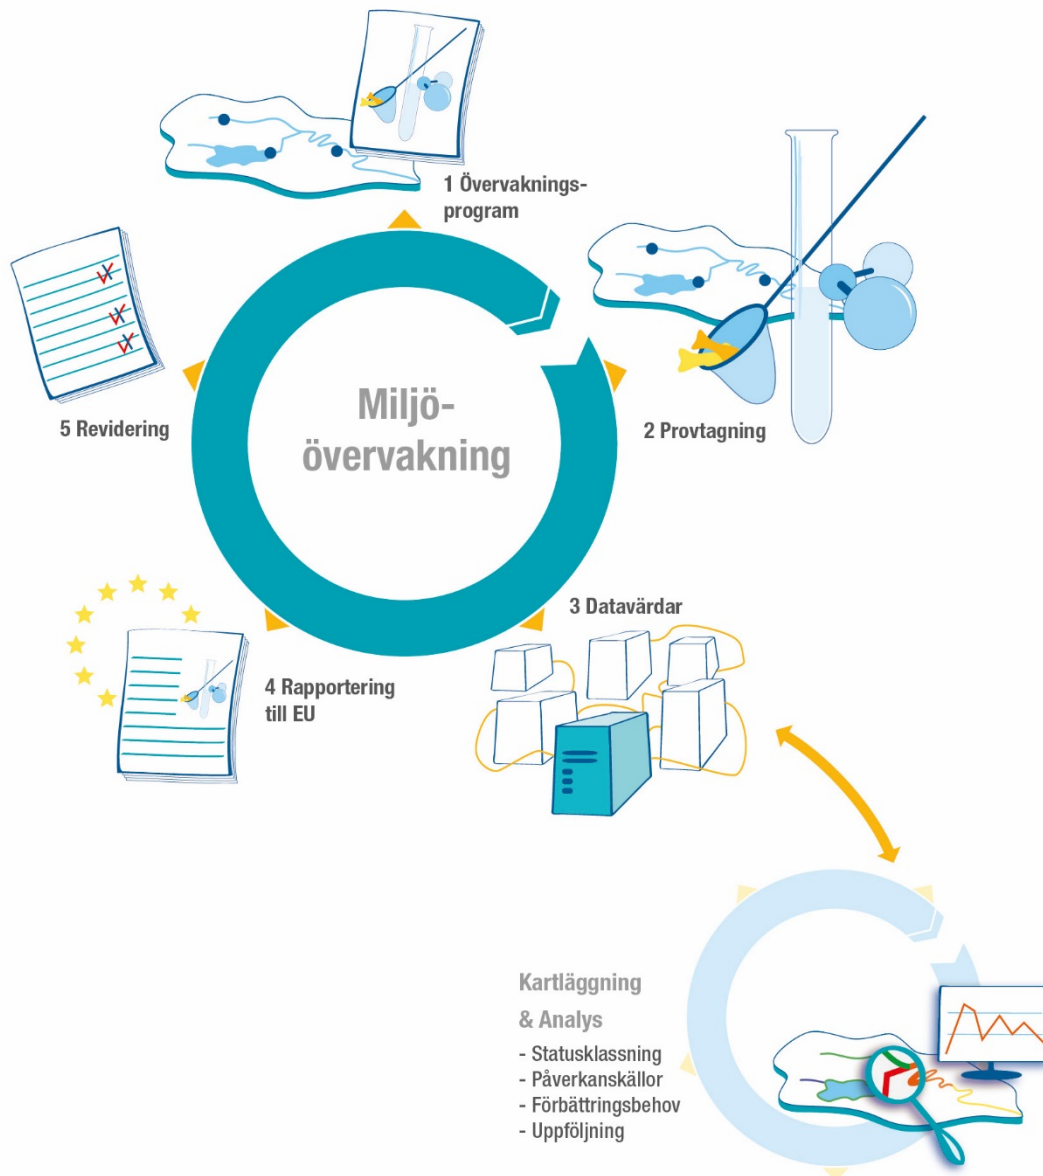 1 Övervaknings-
program
2 Provtagning
5 Revidering
Miljö-
övervakning
3 Datavärdar
4 Rapportering
till EU
Kartläggning
& Analys
- Statusklassning
- Påverkanskällor
- Förbättringsbehov
- Uppföljning